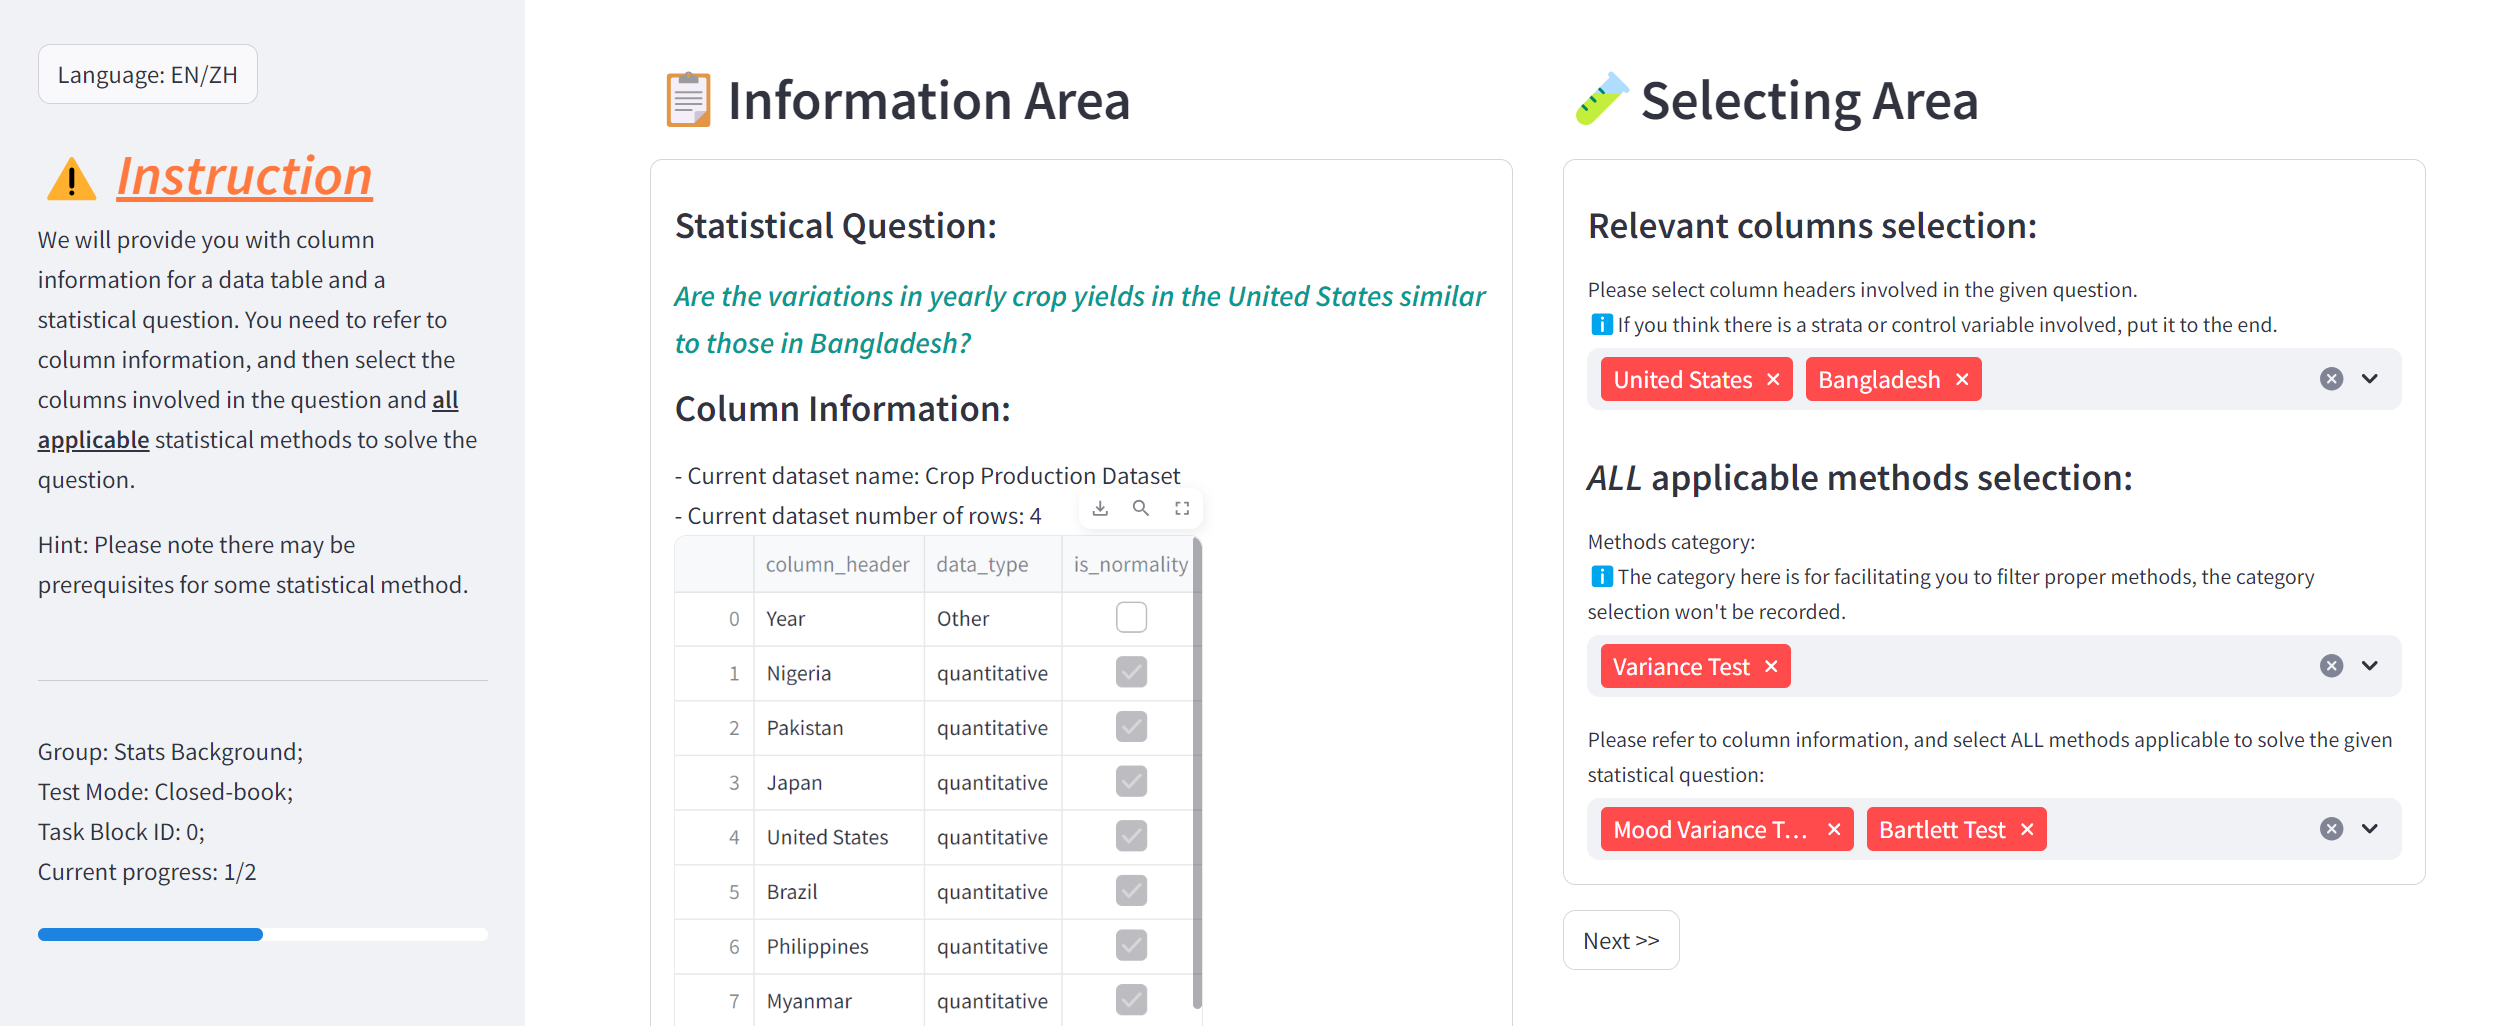 Language: EN/ZH
Instruction
We will provide you with column
information for a data table and a
statistical question. You need to refer to
column information, and then select the
columns involved in the question and all
applicable statistical methods to solve the
question.
Hint: Please note there may be
prerequisites for some statistical method.
Group: Stats Background;
Test Mode: Closed-book;
Task Block ID: 0;
Current progress: 1/2
Information Area
Statistical Question:
Are the variations in yearly crop yields in the United States similar
to those in Bangladesh?
Column Information:
- Current dataset name: Crop Production Dataset
- Current dataset number of rows: 4
column_header data_type is_normality
0 Year Other
1 Nigeria quantitative
2 Pakistan quantitative
3 Japan quantitative
4 United States quantitative
5 Brazil quantitative
6 Philippines quantitative
7 Myanmar quantitative
Selecting Area
Relevant columns selection:
Please select column headers involved in the given question.
If you think there is a strata or control variable involved, put it to the end.
United States × Bangladesh ×
ALL applicable methods selection:
Methods category:
The category here is for facilitating you to filter proper methods, the category
selection won't be recorded.
Variance Test ×
Please refer to column information, and select ALL methods applicable to solve the given
statistical question:
Mood Variance T... × Bartlett Test ×
Next >>